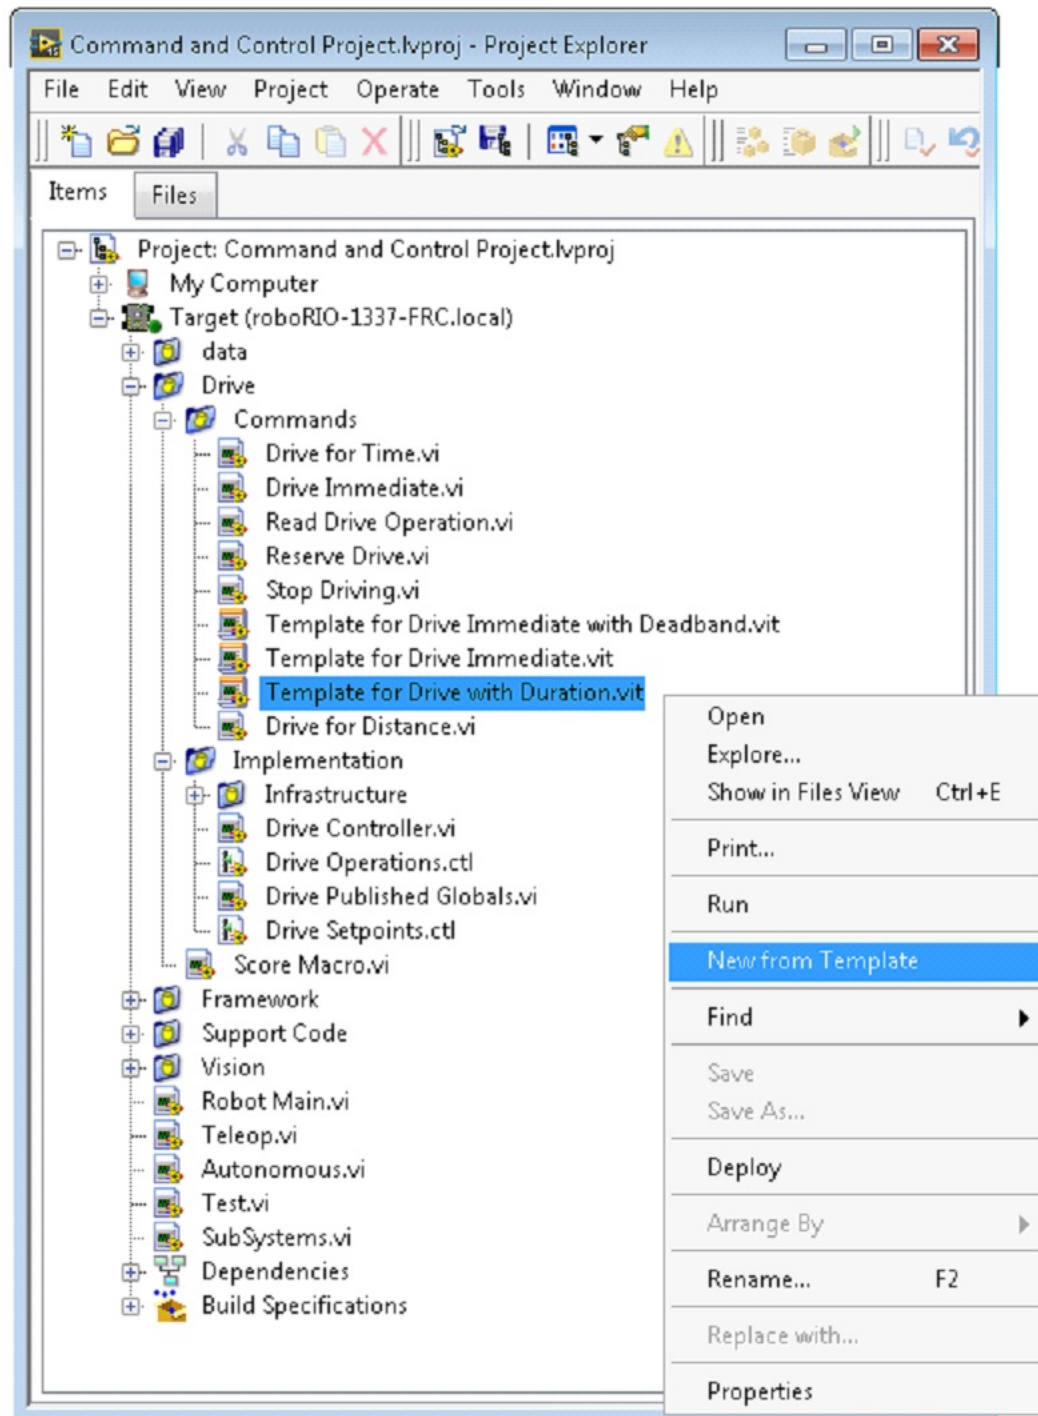 Command and Control Project.lvproj - Project Explorer
File Edit View Project Operate Tools Window Help
Items Files
Project: Command and Control Project.lvproj
My Computer
Target (roboRIO-1337-FRC.local)
data
Drive
Commands
Drive for Time.vi
Drive Immediate.vi
Read Drive Operation.vi
Reserve Drive.vi
Stop Driving.vi
Template for Drive Immediate with Deadband.vit
Template for Drive Immediate.vit
Template for Drive with Duration.vit
Drive for Distance.vi
Implementation
Infrastructure
Drive Controller.vi
Drive Operations.ctl
Drive Published Globals.vi
Drive Setpoints.ctl
Score Macro.vi
Framework
Support Code
Vision
Robot Main.vi
Teleop.vi
Autonomous.vi
Test.vi
SubSystems.vi
Dependencies
Build Specifications
Open
Explore...
Show in Files View Ctrl+E
Print...
Run
New from Template
Find
Save
Save As...
Deploy
Arrange By
Rename... F2
Replace with...
Properties